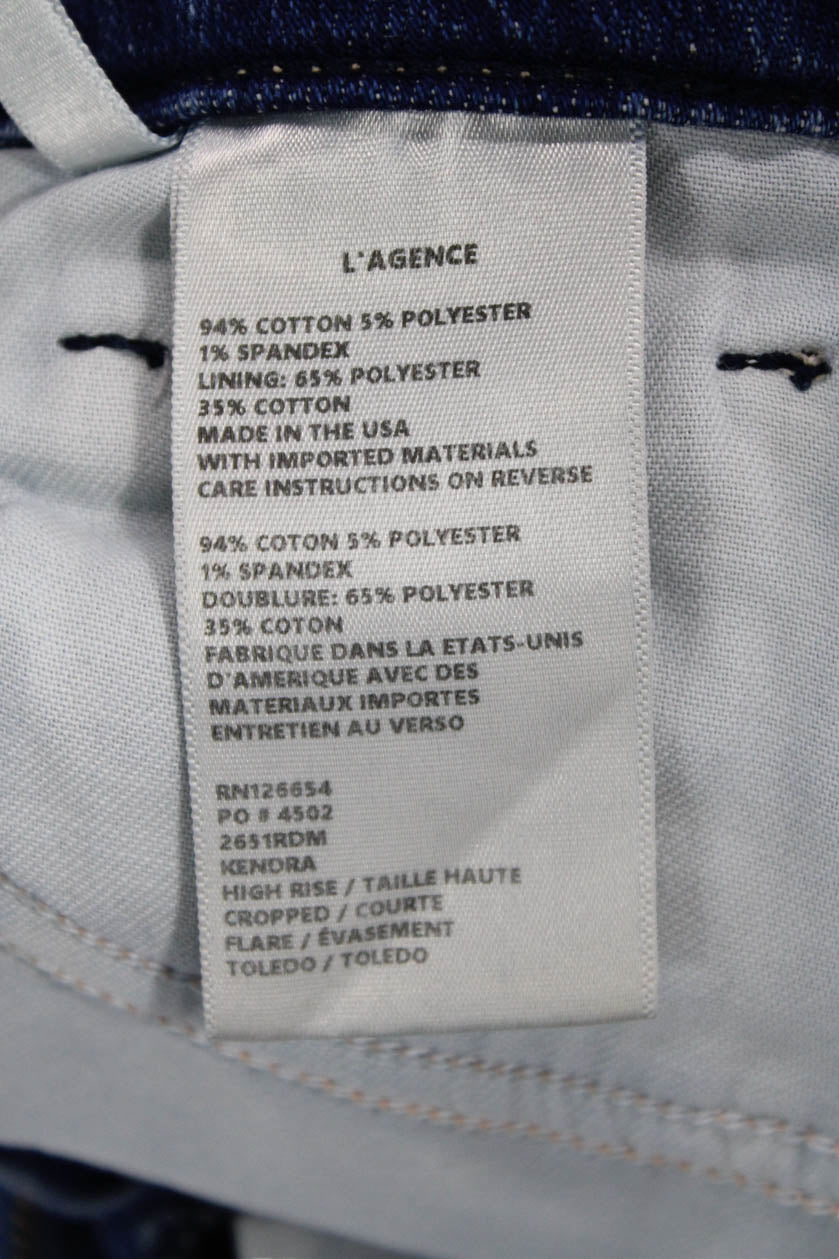 L'AGENCE
94% COTTON 5% POLYESTER
1% SPANDEX
LINING: 65% POLYESTER
35% COTTON
MADE IN THE USA
WITH IMPORTED MATERIALS
CARE INSTRUCTIONS ON REVERSE
94% COTON 5% POLYESTER
1% SPANDEX
DOUBLURE: 65% POLYESTER
35% COTON
FABRIQUE DANS LA ETATS-UNIS
D'AMERIQUE AVEC DES
MATERIAUX IMPORTES
ENTRETIEN AU VERSO
RN126654
PO # 4502
2651RDM
KENDRA
HIGH RISE / TAILLE HAUTE
CROPPED / COURTE
FLARE / ÉVASEMENT
TOLEDO / TOLEDO